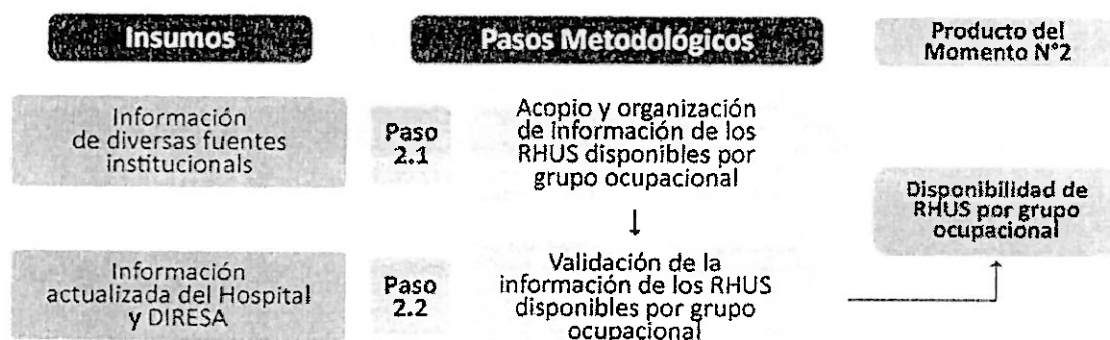 Insumos
Pasos Metodológicos
Producto del
Momento N°2
Información
de diversas fuentes
institucionals
Paso
2.1
Acopio y organización
de información de los
RHUS disponibles por
grupo ocupacional
Disponibilidad de
RHUS por grupo
ocupacional
Información
actualizada del Hospital
y DIRESA
Paso
2.2
Validación de la
información de los RHUS
disponibles por grupo
ocupacional